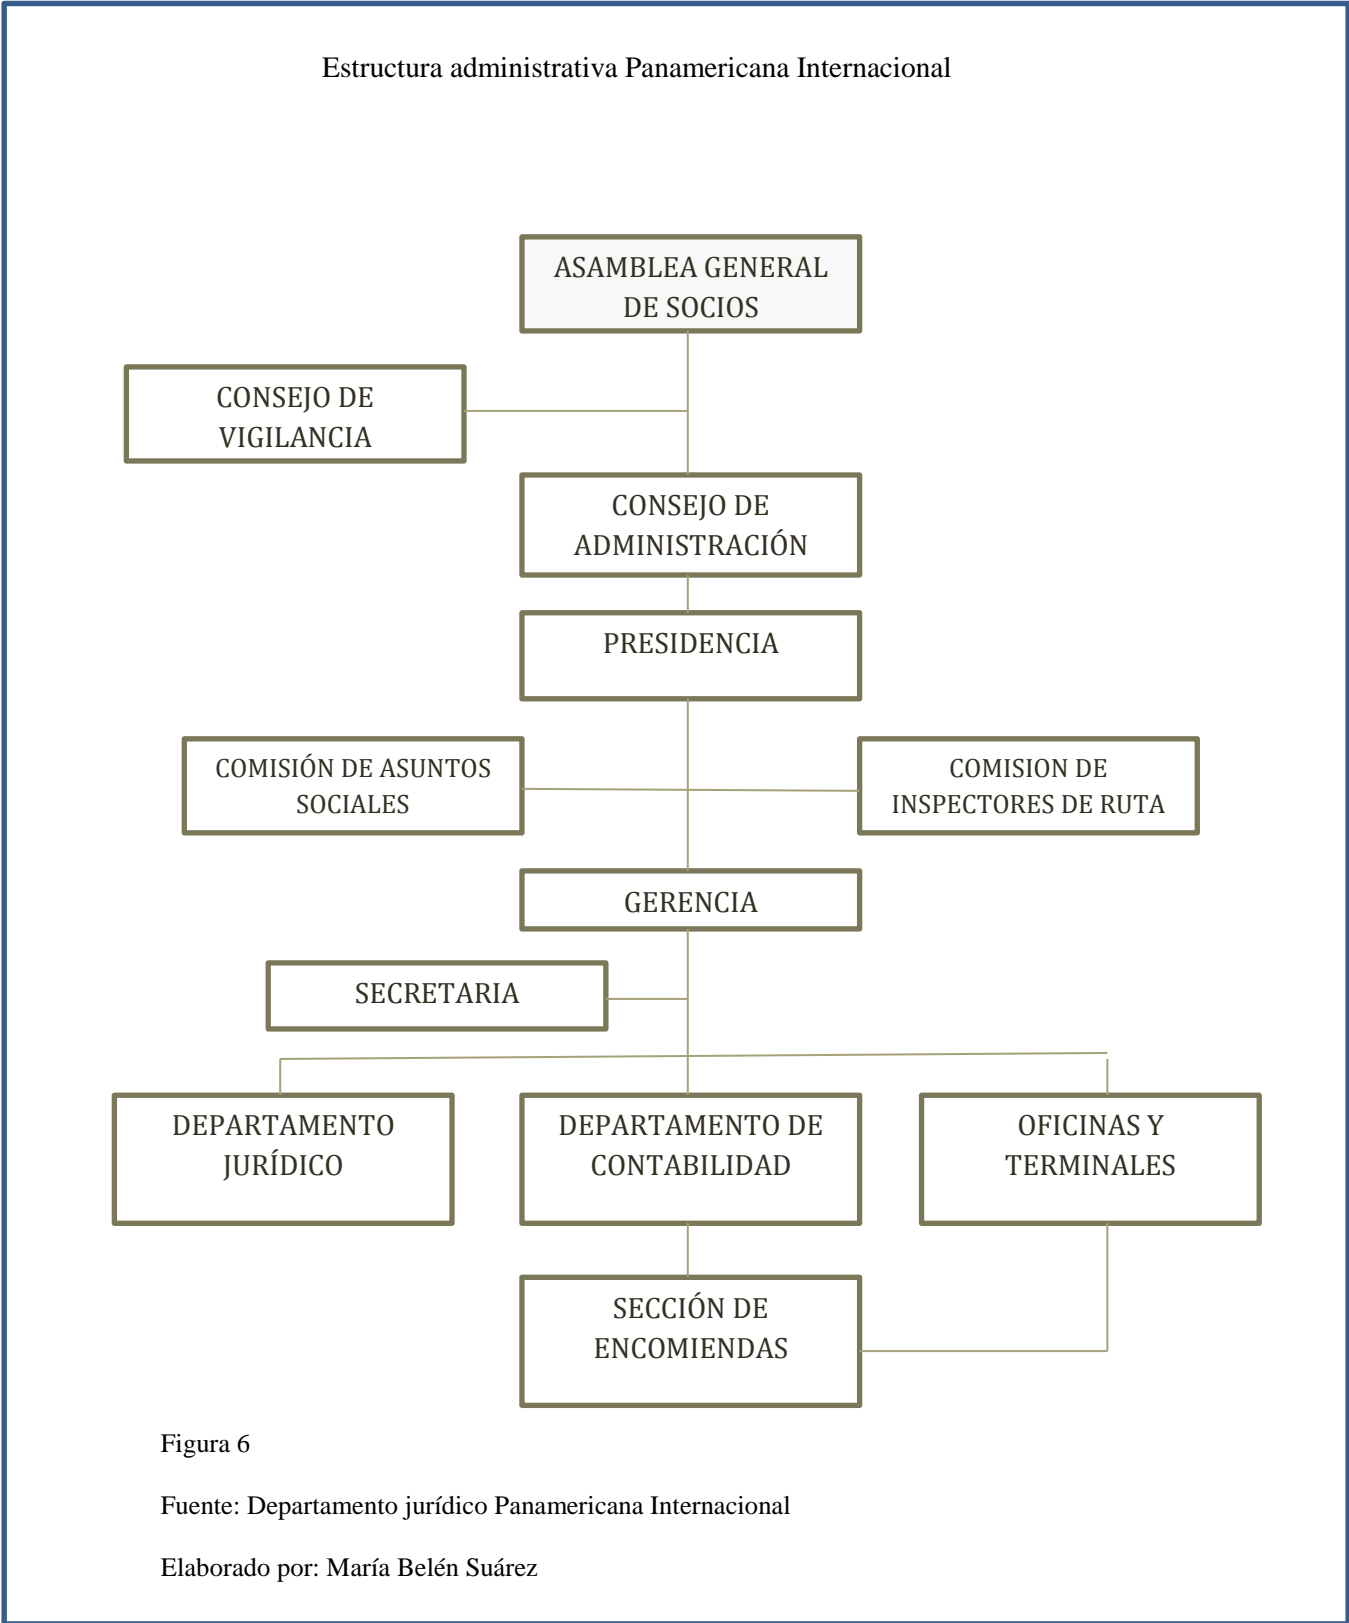 Estructura administrativa Panamericana Internacional
ASAMBLEA GENERAL
DE SOCIOS
CONSEJO DE
VIGILANCIA
CONSEJO DE
ADMINISTRACIÓN
PRESIDENCIA
COMISIÓN DE ASUNTOS
SOCIALES
COMISION DE
INSPECTORES DE RUTA
GERENCIA
SECRETARIA
DEPARTAMENTO
JURÍDICO
DEPARTAMENTO DE
CONTABILIDAD
OFICINAS Y
TERMINALES
SECCIÓN DE
ENCOMIENDAS
Figura 6
Fuente: Departamento jurídico Panamericana Internacional
Elaborado por: María Belén Suárez